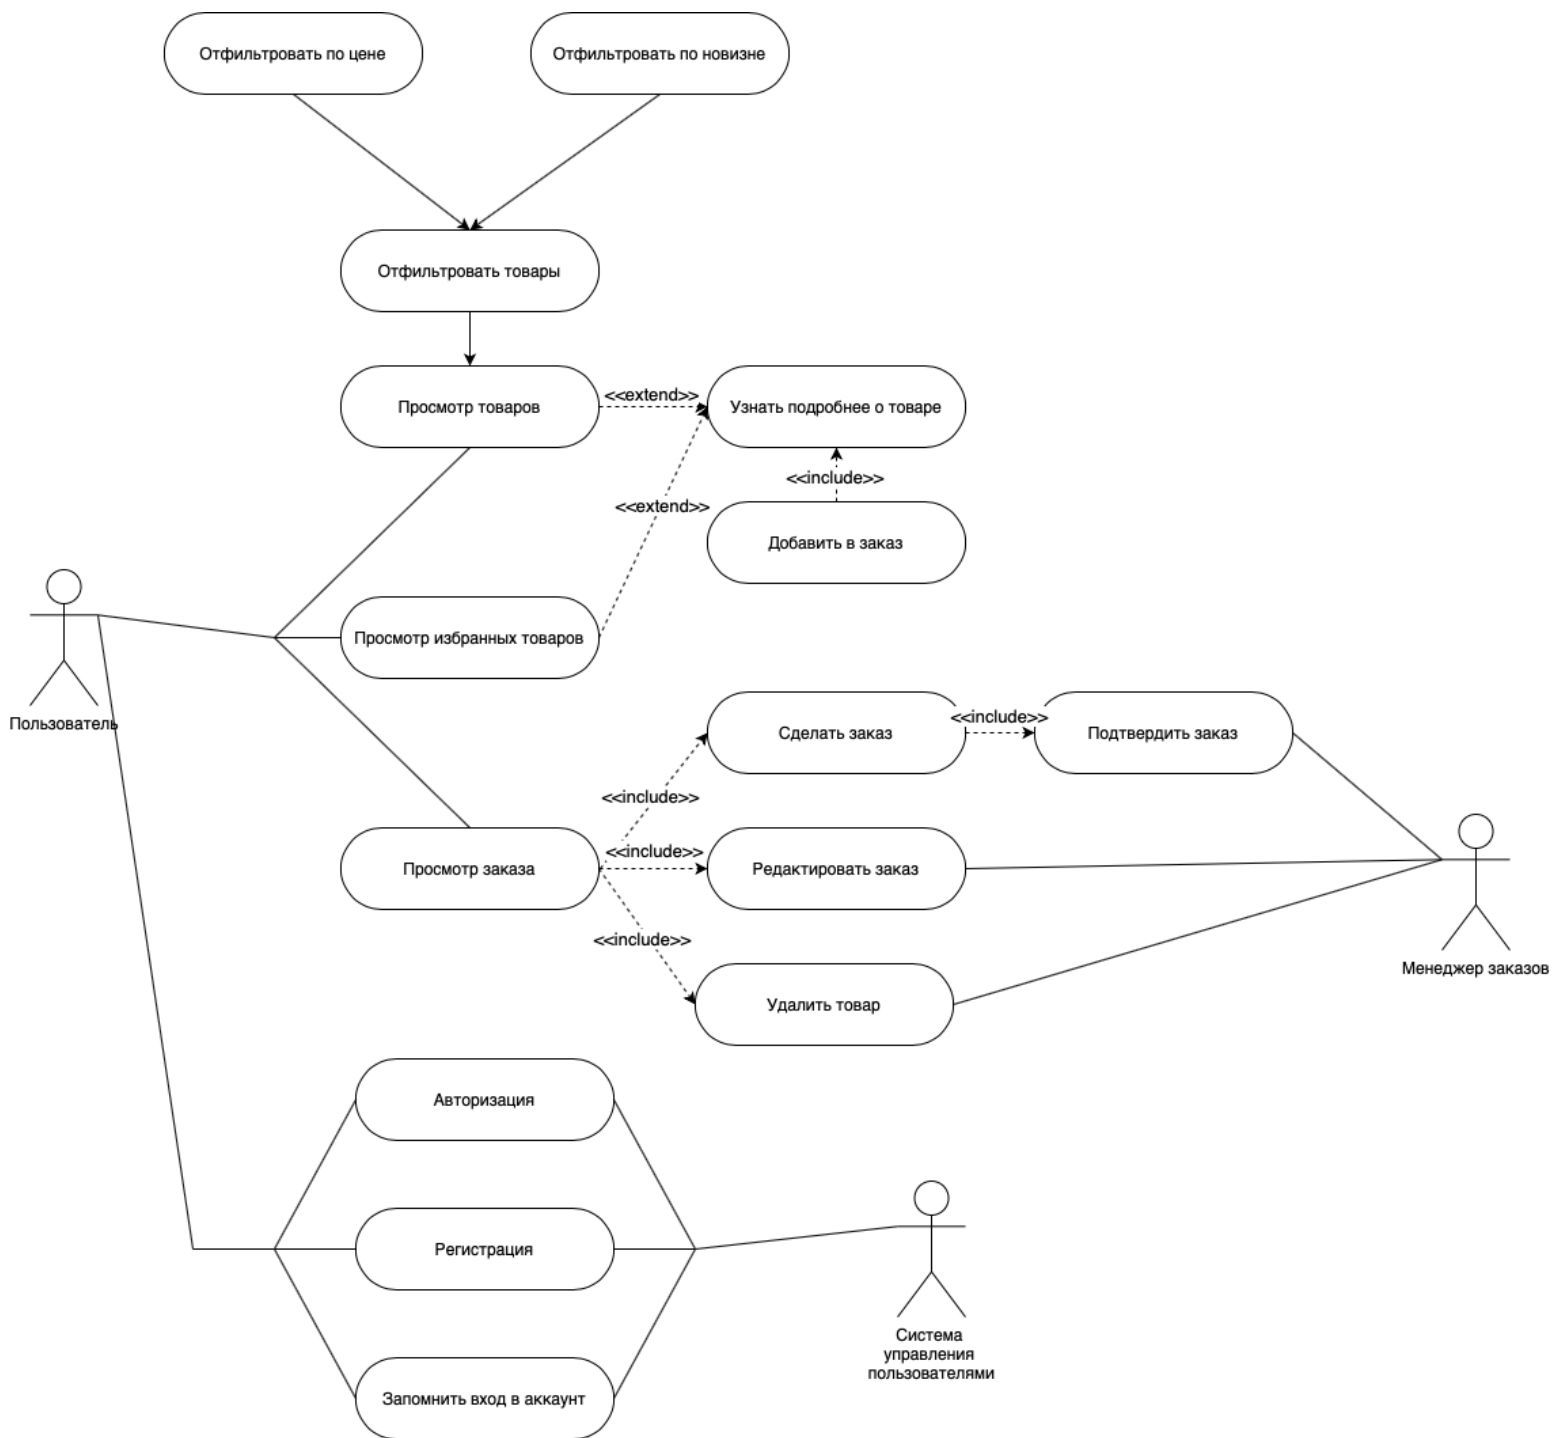 Отфильтровать по цене
Отфильтровать по новизне
Отфильтровать товары
Просмотр товаров
<<extend>>
Узнать подробнее о товаре
<<include>>
<<extend>>
Добавить в заказ
Просмотр избранных товаров
Пользователь
Сделать заказ
<<include>>
Подтвердить заказ
<<include>>
Просмотр заказа
<<include>>
Редактировать заказ
<<include>>
Менеджер заказов
Удалить товар
Авторизация
Регистрация
Система
управления
пользователями
Запомнить вход в аккаунт